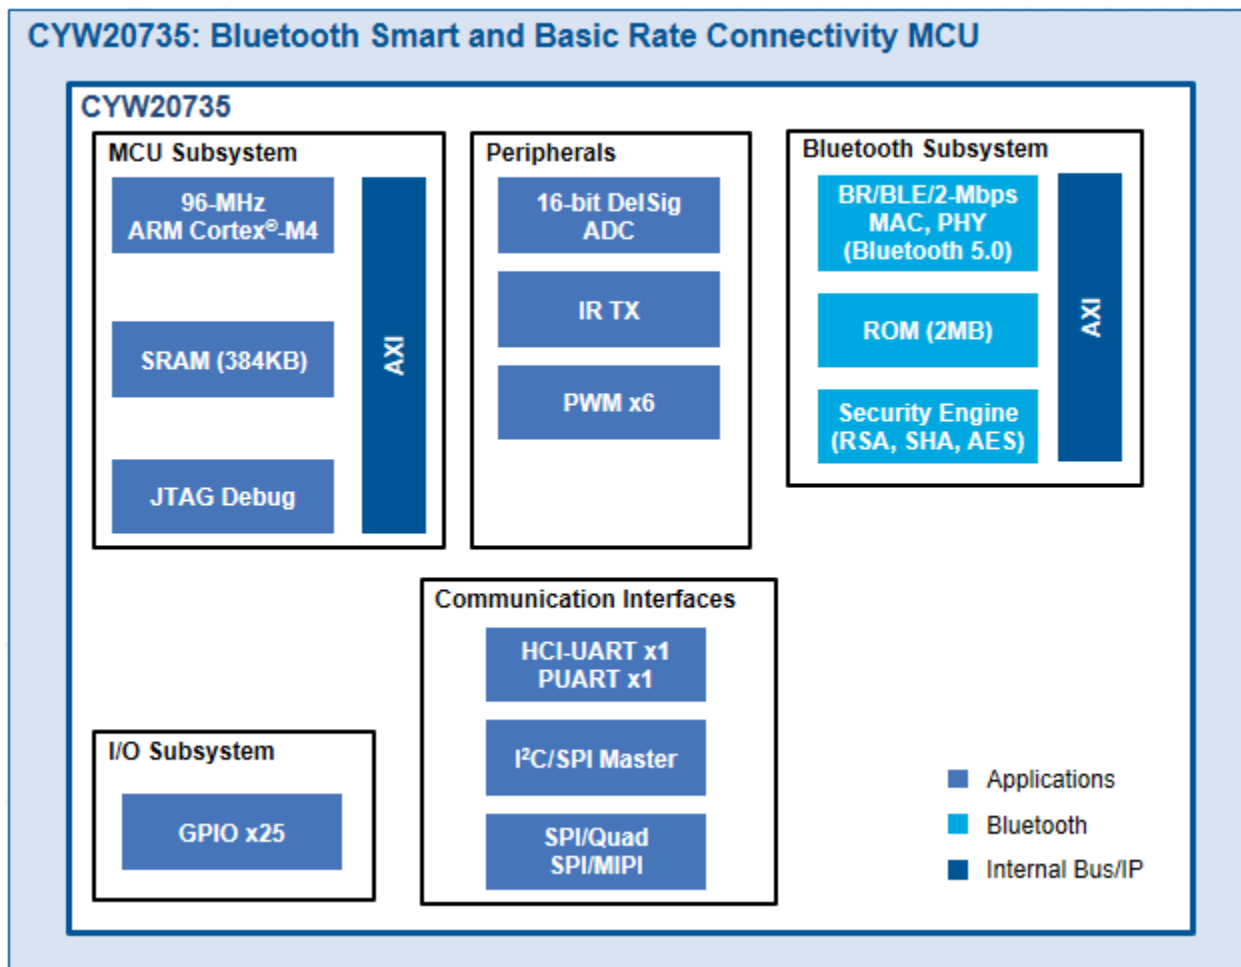 CYW20735: Bluetooth Smart and Basic Rate Connectivity MCU
CYW20735
MCU Subsystem
96-MHz
ARM Cortex®-M4
SRAM (384KB)
JTAG Debug
AXI
Peripherals
16-bit DelSig
ADC
IR TX
PWM x6
Bluetooth Subsystem
BR/BLE/2-Mbps
MAC, PHY
(Bluetooth 5.0)
ROM (2MB)
Security Engine
(RSA, SHA, AES)
AXI
Communication Interfaces
HCI-UART x1
PUART x1
I²C/SPI Master
SPI/Quad
SPI/MIPI
I/O Subsystem
GPIO x25
Applications
Bluetooth
Internal Bus/IP